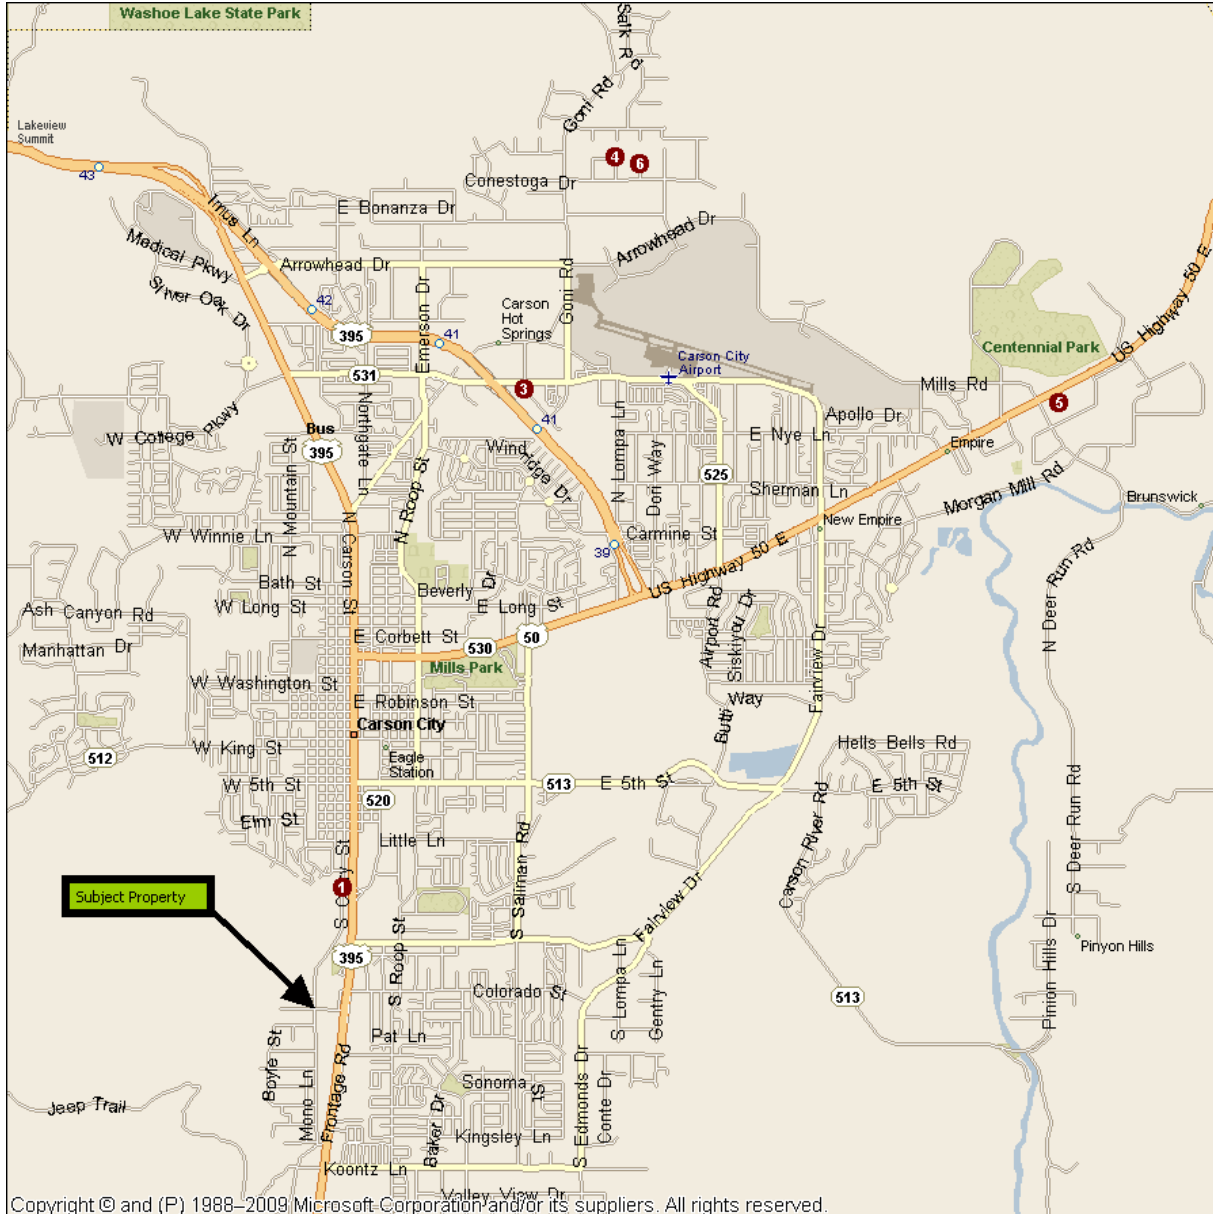 Washoe Lake State Park
Salk Rd
Goni Rd
Lakeview
Summit
43
4
6
Conestoga Dr
Imus Ln
E Bonanza Dr
Arrowhead Dr
Medical Pkwy
Arrowhead Dr
Silver Oak Dr
Emerson Dr
Goni Rd
US Highway 50 E
42
Carson
Hot
Springs
395
41
Centennial Park
Carson City
Airport
531
3
Mills Rd
5
Northgate Ln
W College Pkwy
Bus
395
41
N Lompa Ln
Apollo Dr
E Nye Ln
Empire
N Mountain St
Wind
ridge Dr
Dori Way
525
Sherman Ln
Morgan Mill Rd
Brunswick
N Roop St
N Carson St
W Winnie Ln
Carmine St
New Empire
39
US Highway 50 E
Bath St
Beverly Dr
N Deer Run Rd
Ash Canyon Rd
W Long St
E Long St
Airport Rd
Siskiyou Dr
Manhattan Dr
E Corbett St
530
50
Mills Park
Fairview Dr
W Washington St
E Robinson St
Butti Way
Carson City
W King St
Eagle
Station
Hells Bells Rd
512
W 5th St
513
E 5th St
E 5th St
520
Elm St
Carson River Rd
S Deer Run Rd
Little Ln
S Saliman Rd
1
S Curry St
Subject Property
Fairview Dr
395
S Roop St
S Lompa Ln
Gentry Ln
Pinion Hills Dr
Pinyon Hills
Colorado St
513
Pat Ln
Boyle St
Mono Ln
Frontage Rd
S Edmonds Dr
Conte Dr
Sonoma
St
Jeep Trail
Baker Dr
Kingsley Ln
Koontz Ln
Valley View Dr
Copyright © and (P) 1988–2009 Microsoft Corporation and/or its suppliers. All rights reserved.